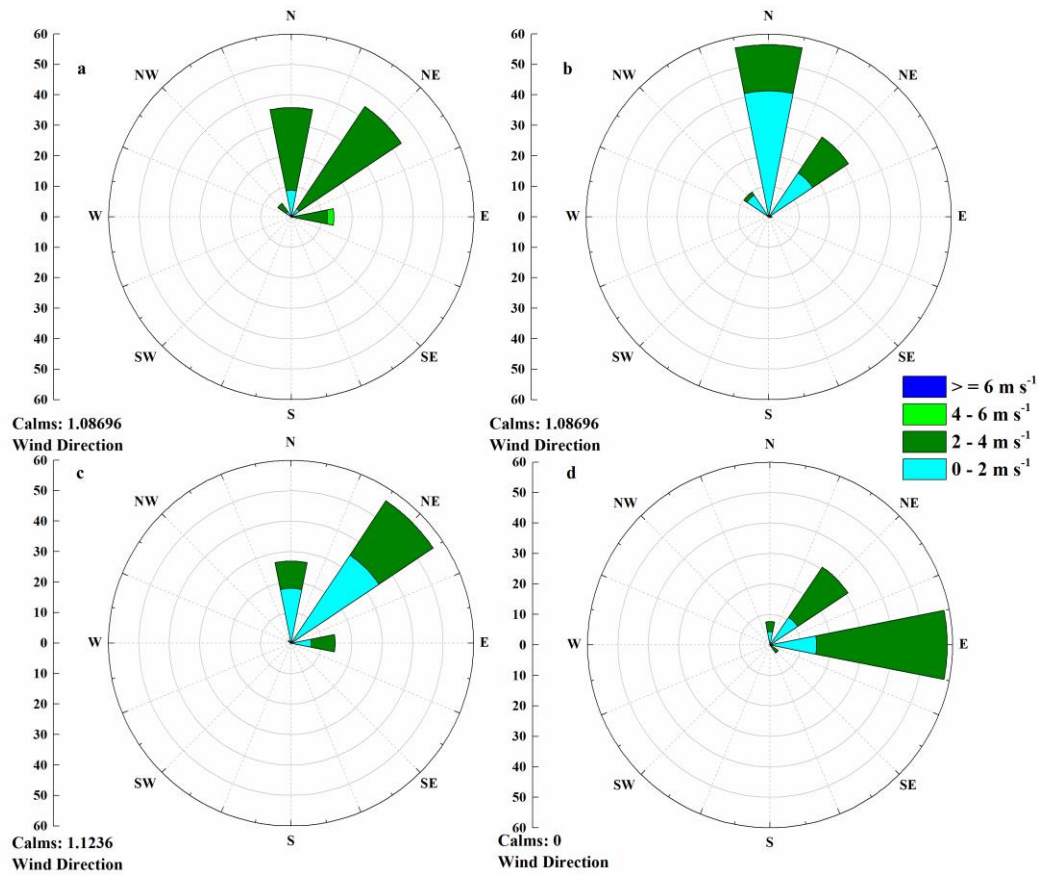 N
60
50
40
30
20
10
0
10
20
30
40
50
60
a
NW
NE
W
E
SW
SE
S
Calms: 1.08696
Wind Direction
N
60
50
40
30
20
10
0
10
20
30
40
50
60
b
NW
NE
W
E
SW
SE
S
Calms: 1.08696
Wind Direction
> = 6 m s⁻¹
4 - 6 m s⁻¹
2 - 4 m s⁻¹
0 - 2 m s⁻¹
N
60
50
40
30
20
10
0
10
20
30
40
50
60
c
NW
NE
W
E
SW
SE
S
Calms: 1.1236
Wind Direction
N
60
50
40
30
20
10
0
10
20
30
40
50
60
d
NW
NE
W
E
SW
SE
S
Calms: 0
Wind Direction